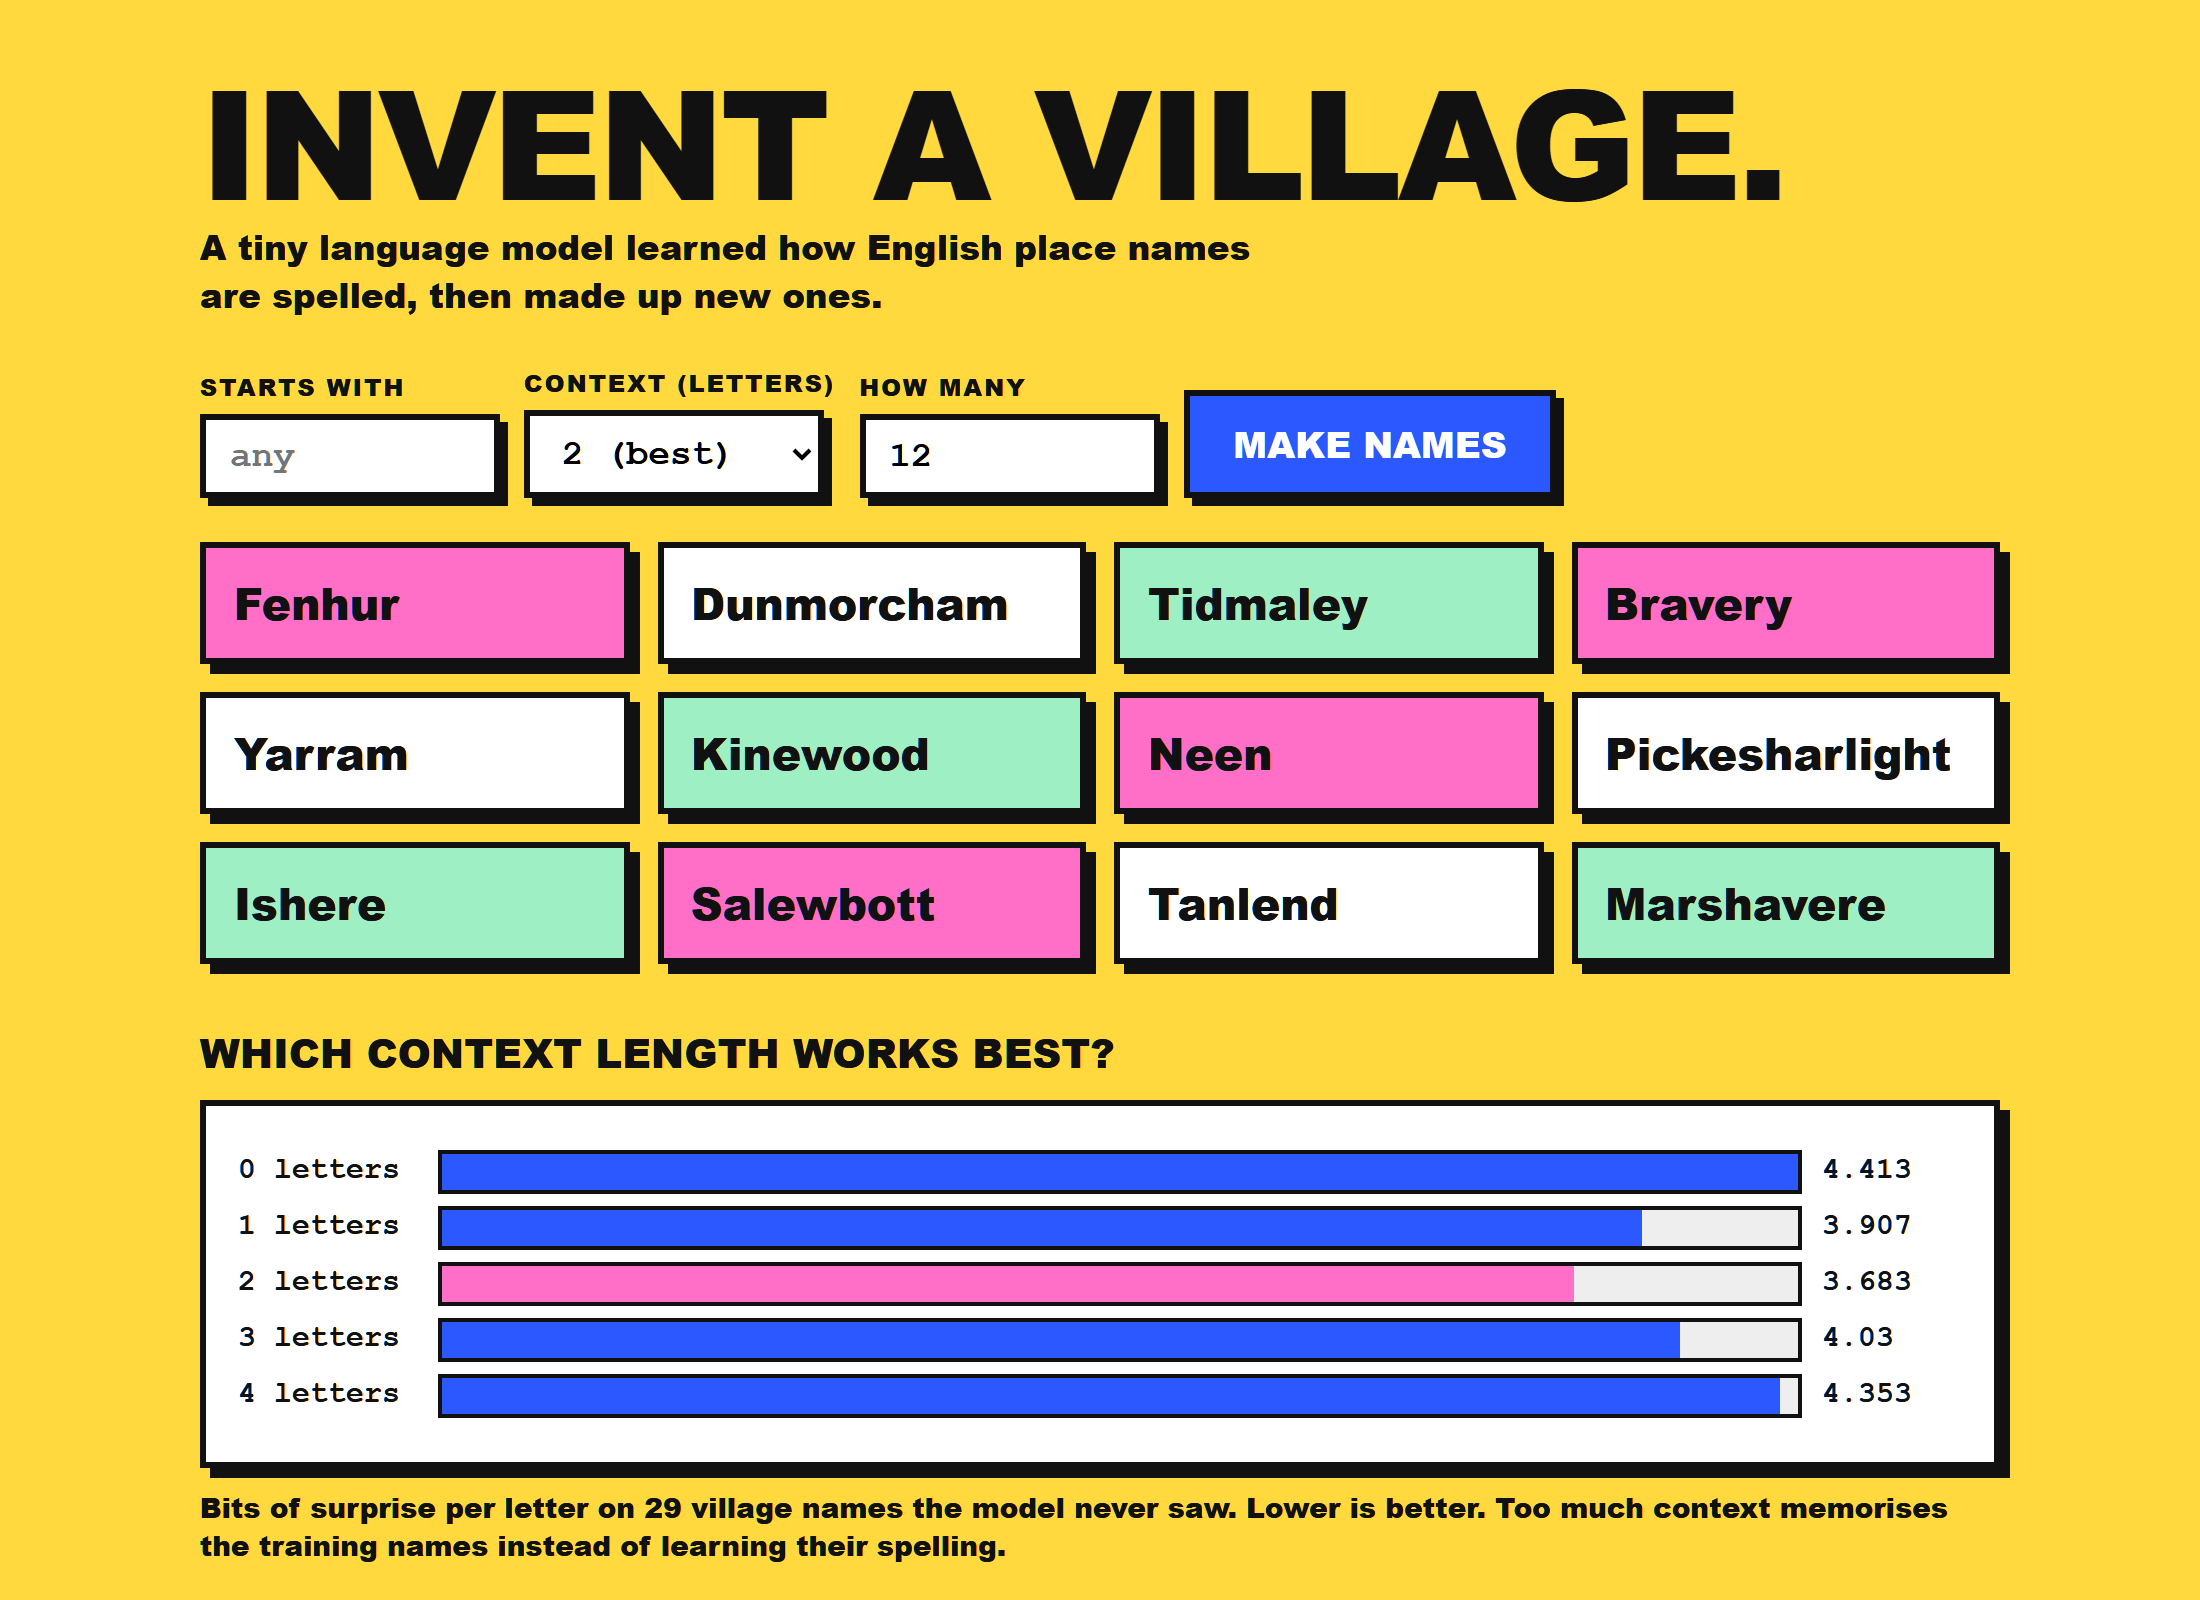 INVENT A VILLAGE.
A tiny language model learned how English place names
are spelled, then made up new ones.
STARTS WITH CONTEXT (LETTERS) HOW MANY
any 2 (best) 12 MAKE NAMES
Fenhur Dunmorcham Tidmaley Bravery
Yarram Kinewood Neen Pickesharlight
Ishere Salewbott Tanlend Marshavere
WHICH CONTEXT LENGTH WORKS BEST?
0 letters 4.413
1 letters 3.907
2 letters 3.683
3 letters 4.03
4 letters 4.353
Bits of surprise per letter on 29 village names the model never saw. Lower is better. Too much context memorises
the training names instead of learning their spelling.